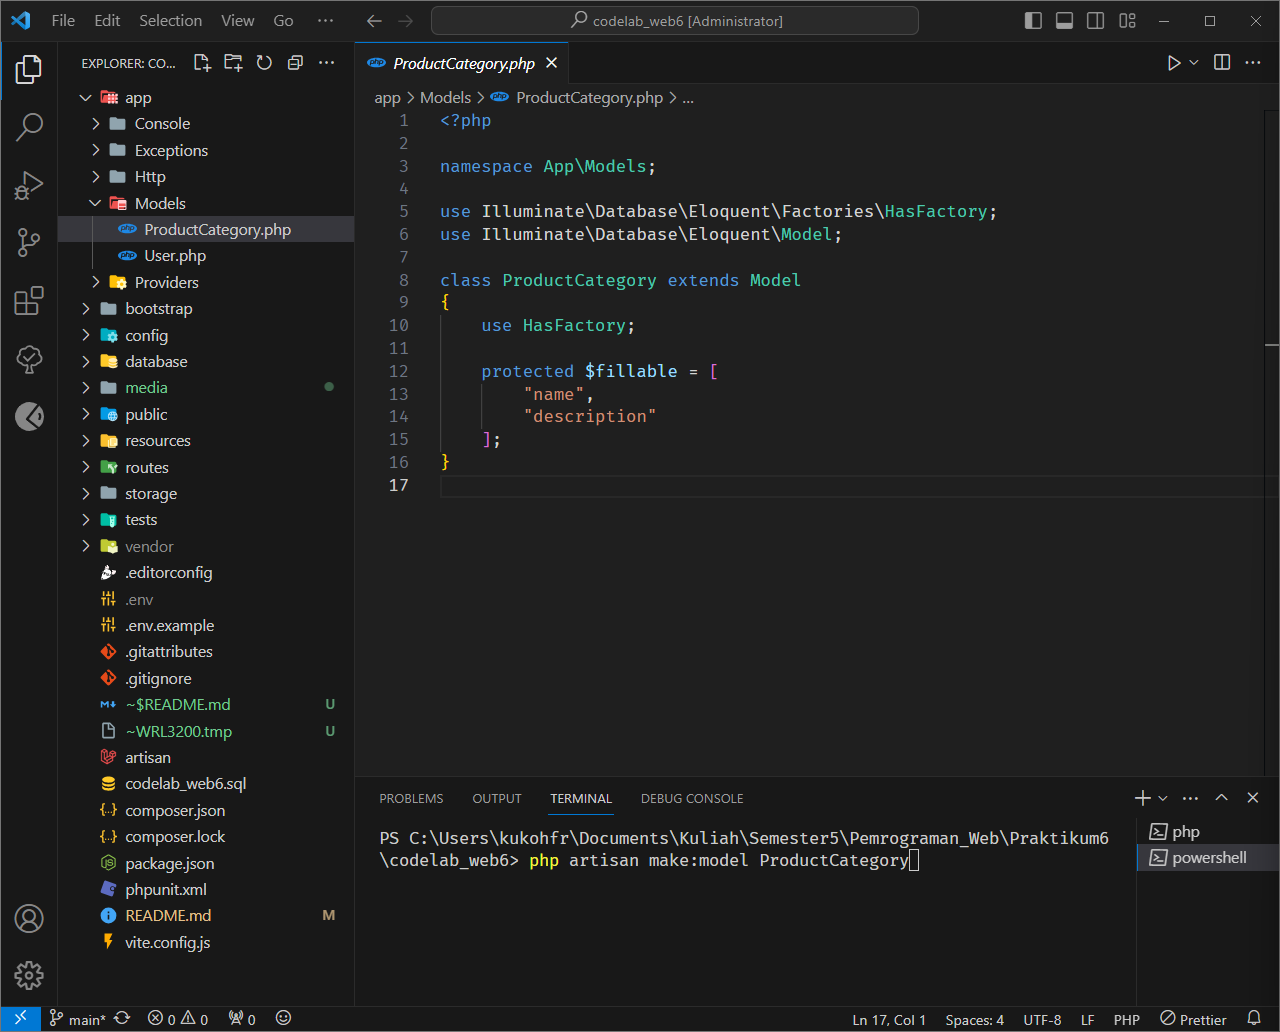 File Edit Selection View Go ··· codelab_web6 [Administrator]
EXPLORER: CO... ···
app
Console
Exceptions
Http
Models
ProductCategory.php
User.php
Providers
bootstrap
config
database
media
public
resources
routes
storage
tests
vendor
.editorconfig
.env
.env.example
.gitattributes
.gitignore
~$README.md U
~WRL3200.tmp U
artisan
codelab_web6.sql
composer.json
composer.lock
package.json
phpunit.xml
README.md M
vite.config.js
ProductCategory.php
app > Models > ProductCategory.php > ...
1 <?php
2
3 namespace App\Models;
4
5 use Illuminate\Database\Eloquent\Factories\HasFactory;
6 use Illuminate\Database\Eloquent\Model;
7
8 class ProductCategory extends Model
9 {
10 use HasFactory;
11
12 protected $fillable = [
13 "name",
14 "description"
15 ];
16 }
17
PROBLEMS OUTPUT TERMINAL DEBUG CONSOLE
PS C:\Users\kukohfr\Documents\Kuliah\Semester5\Pemrograman_Web\Praktikum6
\codelab_web6> php artisan make:model ProductCategory
php
powershell
main* 0 0 0 Ln 17, Col 1 Spaces: 4 UTF-8 LF PHP Prettier